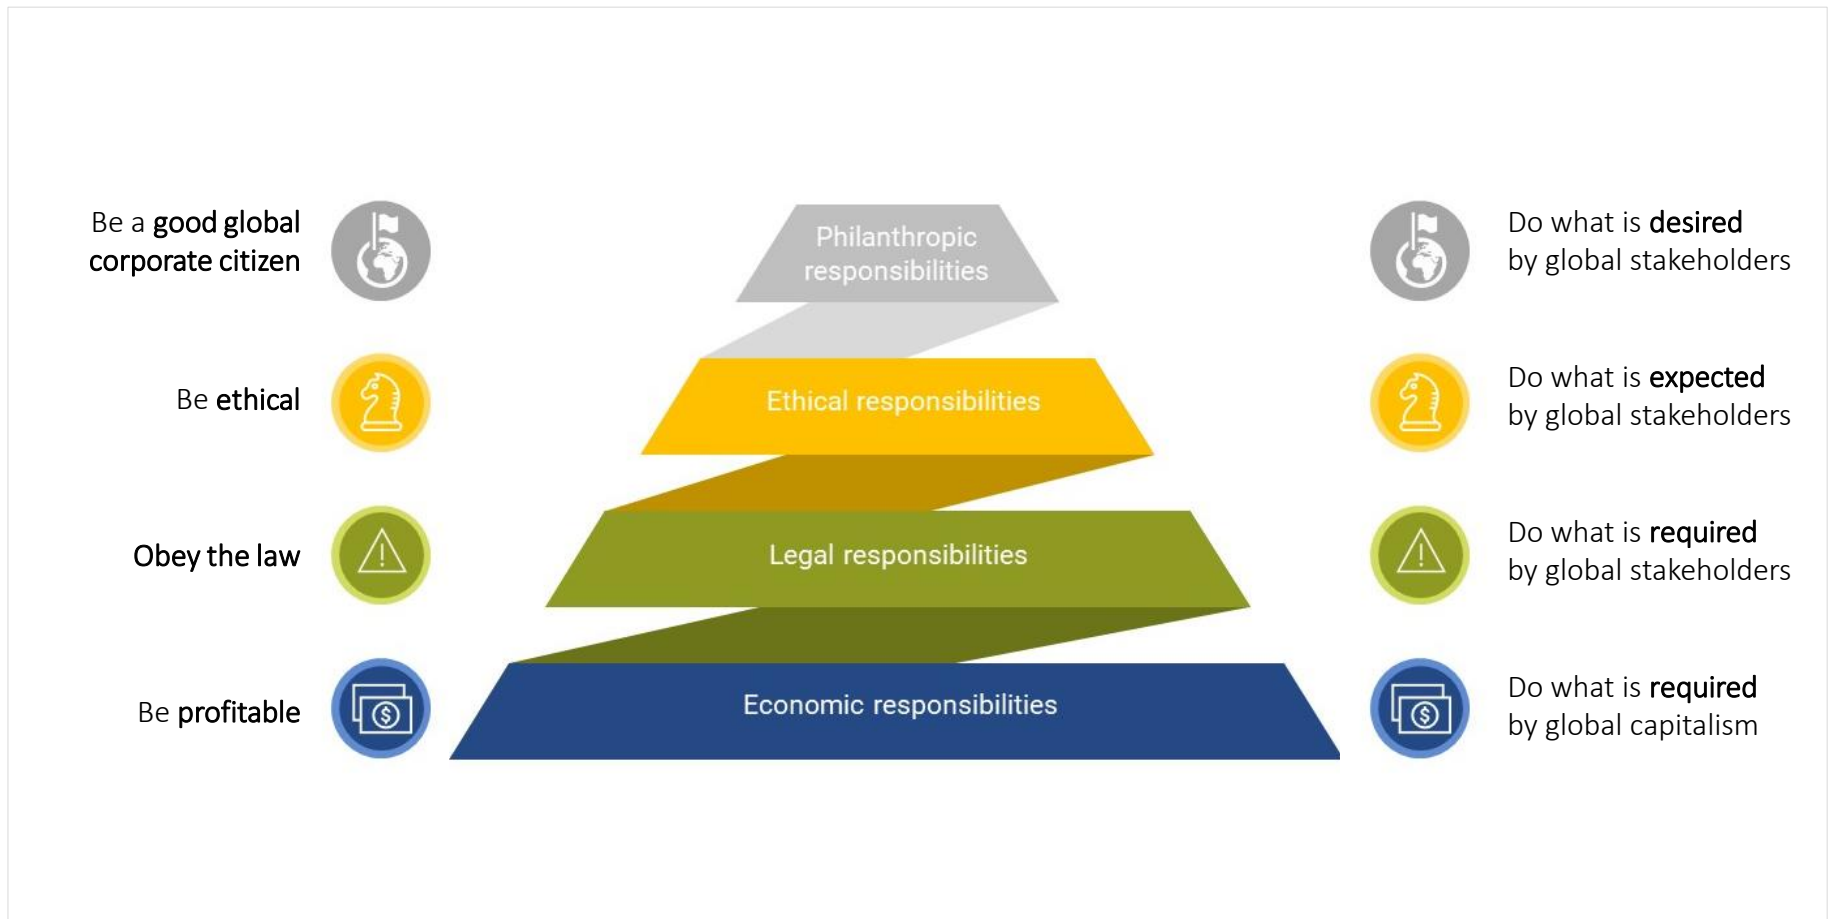 Be a good global
corporate citizen
Philanthropic
responsibilities
Do what is desired
by global stakeholders
Be ethical
Ethical responsibilities
Do what is expected
by global stakeholders
Obey the law
Legal responsibilities
Do what is required
by global stakeholders
Be profitable
$
Economic responsibilities
$
Do what is required
by global capitalism